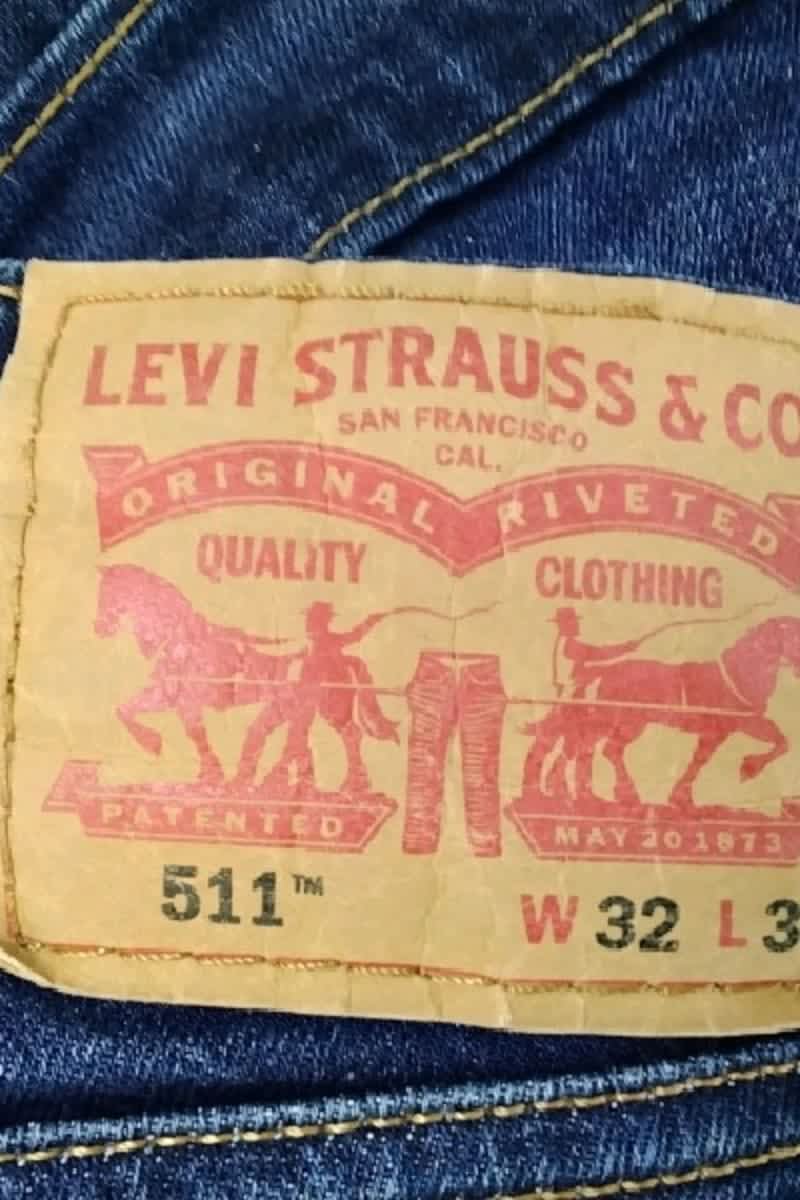 LEVI STRAUSS & CO
SAN FRANCISCO
CAL.
ORIGINAL RIVETED
QUALITY CLOTHING
PATENTED MAY 20 1873
511™ W 32 L 3